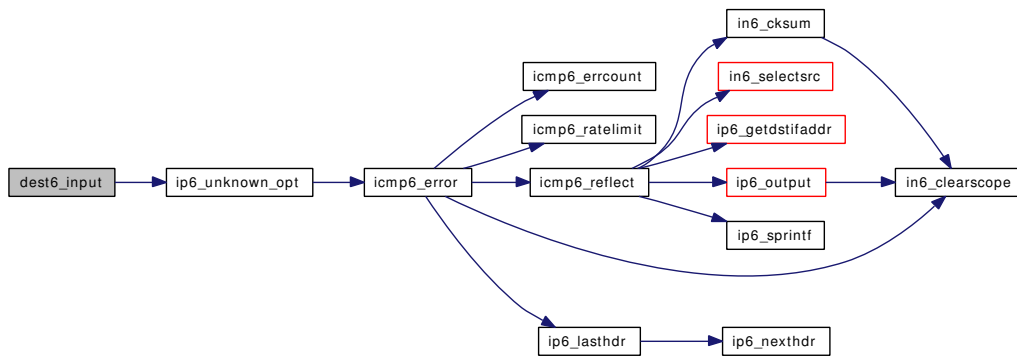 in6_cksum
icmp6_errcount
in6_selectsrc
icmp6_ratelimit
ip6_getdstifaddr
dest6_input
ip6_unknown_opt
icmp6_error
icmp6_reflect
ip6_output
in6_clearscope
ip6_sprintf
ip6_lasthdr
ip6_nexthdr